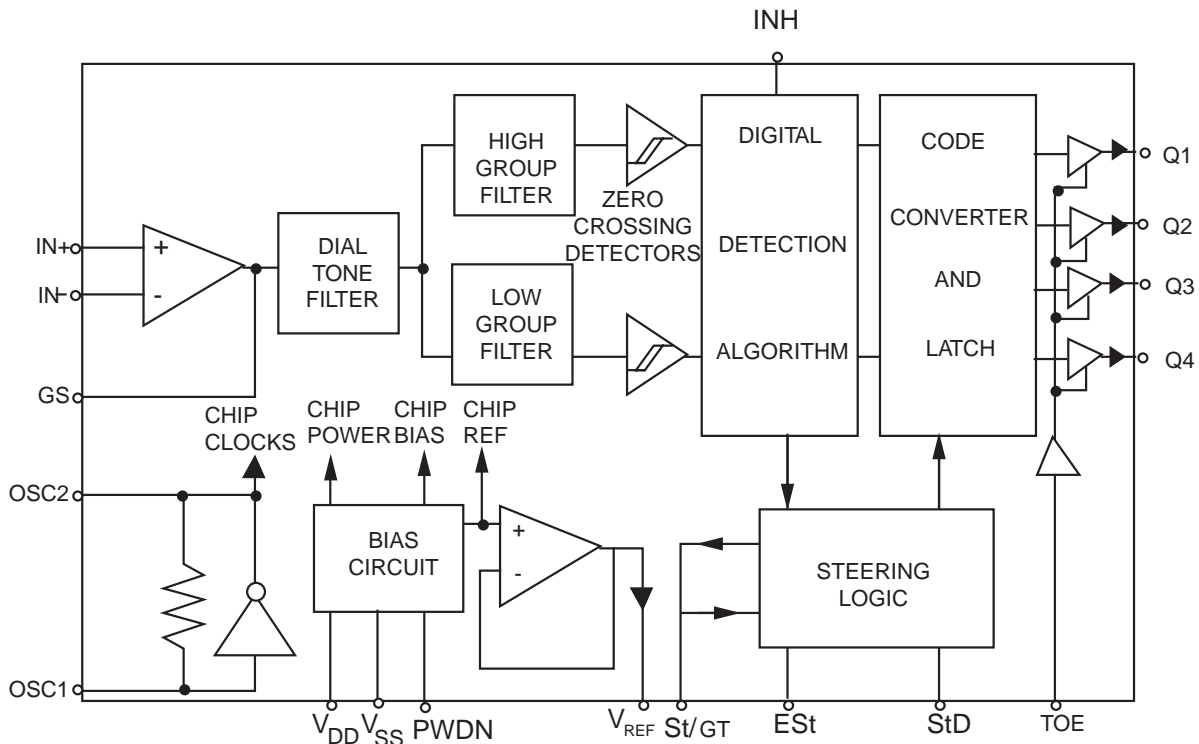 INH
HIGH
GROUP
FILTER
DIGITAL
DETECTION
ALGORITHM
CODE
CONVERTER
AND
LATCH
Q1
Q2
Q3
Q4
ZERO
CROSSING
DETECTORS
IN+
IN-
+
-
DIAL
TONE
FILTER
LOW
GROUP
FILTER
GS
CHIP
CLOCKS
CHIP
POWER
CHIP
BIAS
CHIP
REF
OSC2
BIAS
CIRCUIT
+
-
STEERING
LOGIC
OSC1
VDD
VSS
PWDN
VREF
St/GT
ESt
StD
TOE